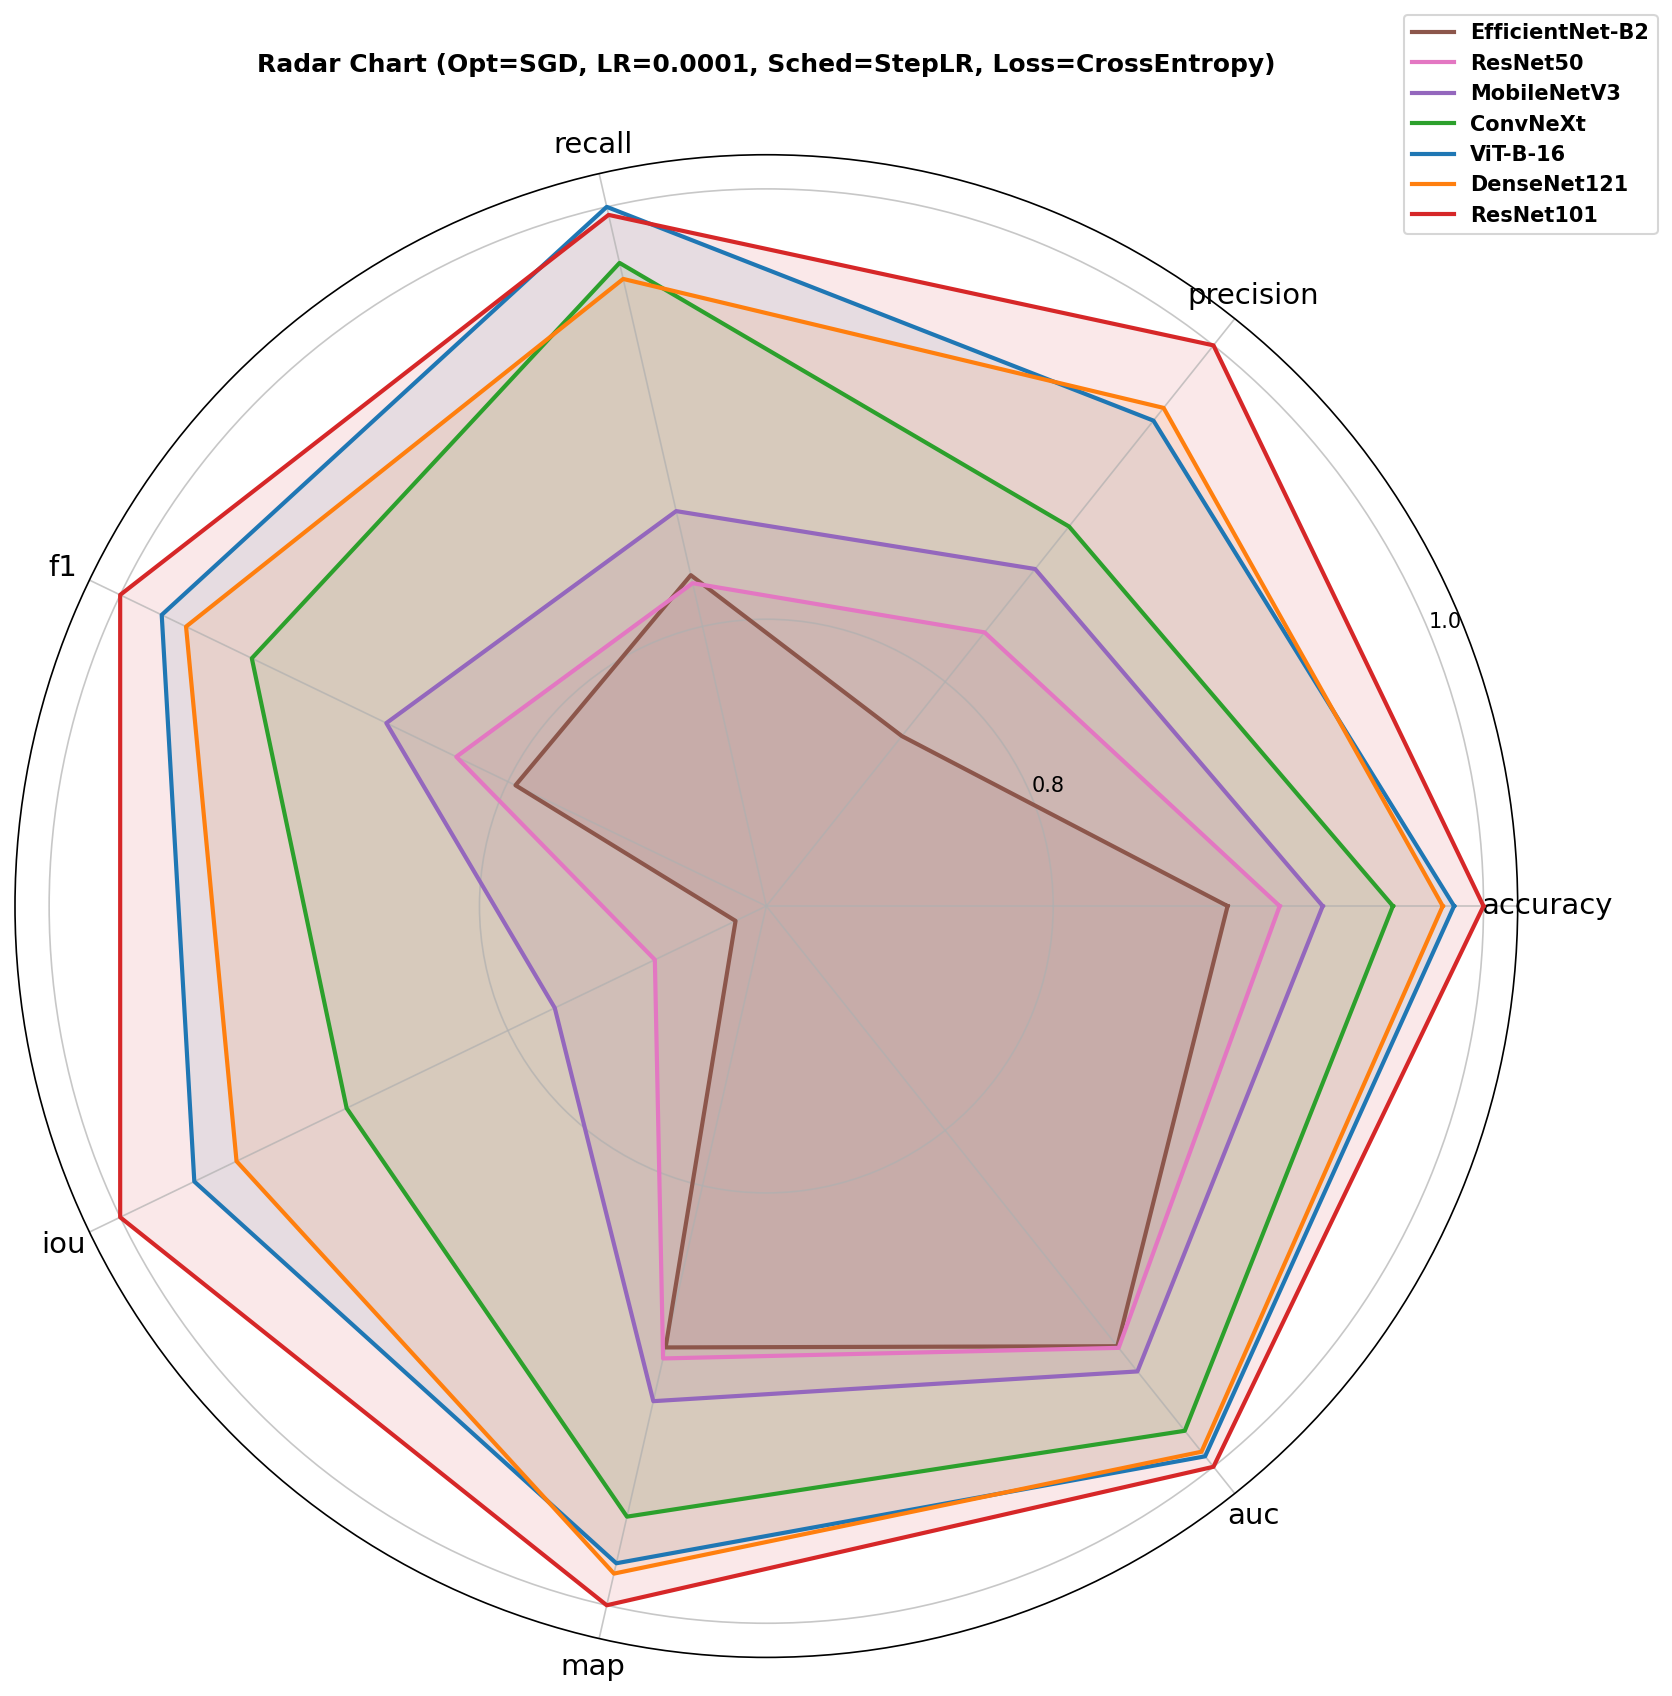 Radar Chart (Opt=SGD, LR=0.0001, Sched=StepLR, Loss=CrossEntropy)
EfficientNet-B2
ResNet50
MobileNetV3
ConvNeXt
ViT-B-16
DenseNet121
ResNet101
recall
precision
f1
1.0
0.8
accuracy
iou
auc
map